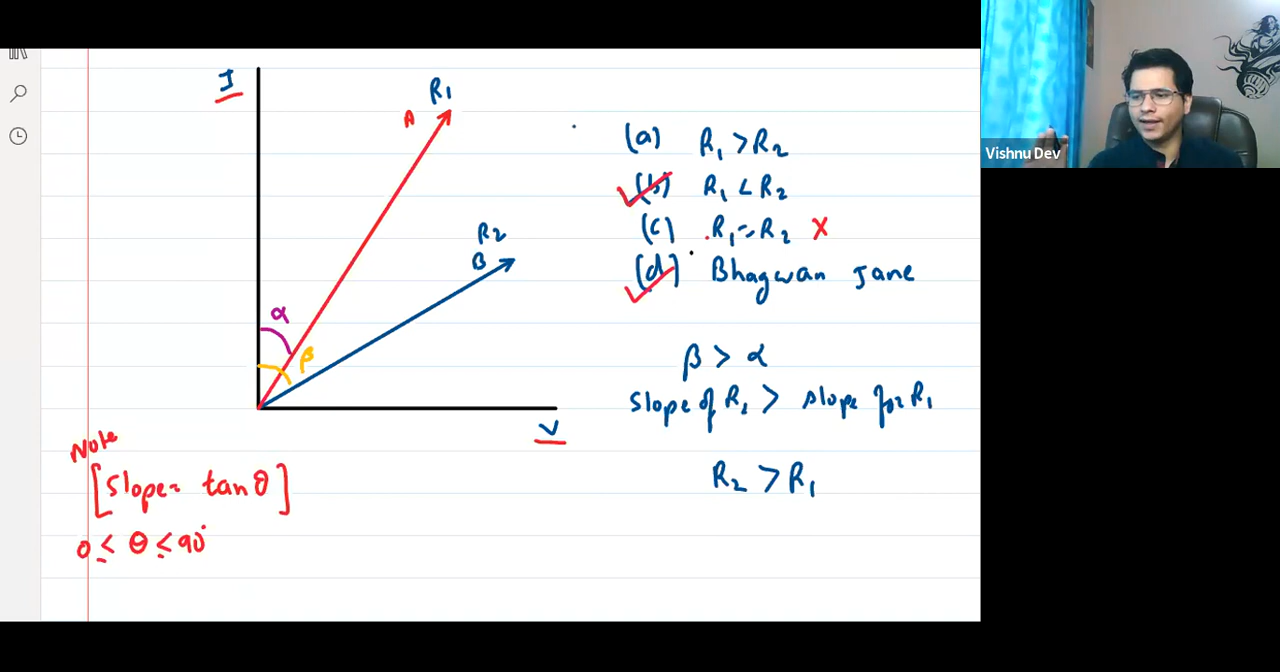 I
R1
A
R2
B
α
β
V
(a) R1 > R2
(b) R1 < R2
(c) R1 = R2 X
(d) Bhagwan Jane
β > α
Slope of R2 > slope for R1
R2 > R1
Note
[Slope = tan θ]
0 ≤ θ ≤ 90°
Vishnu Dev